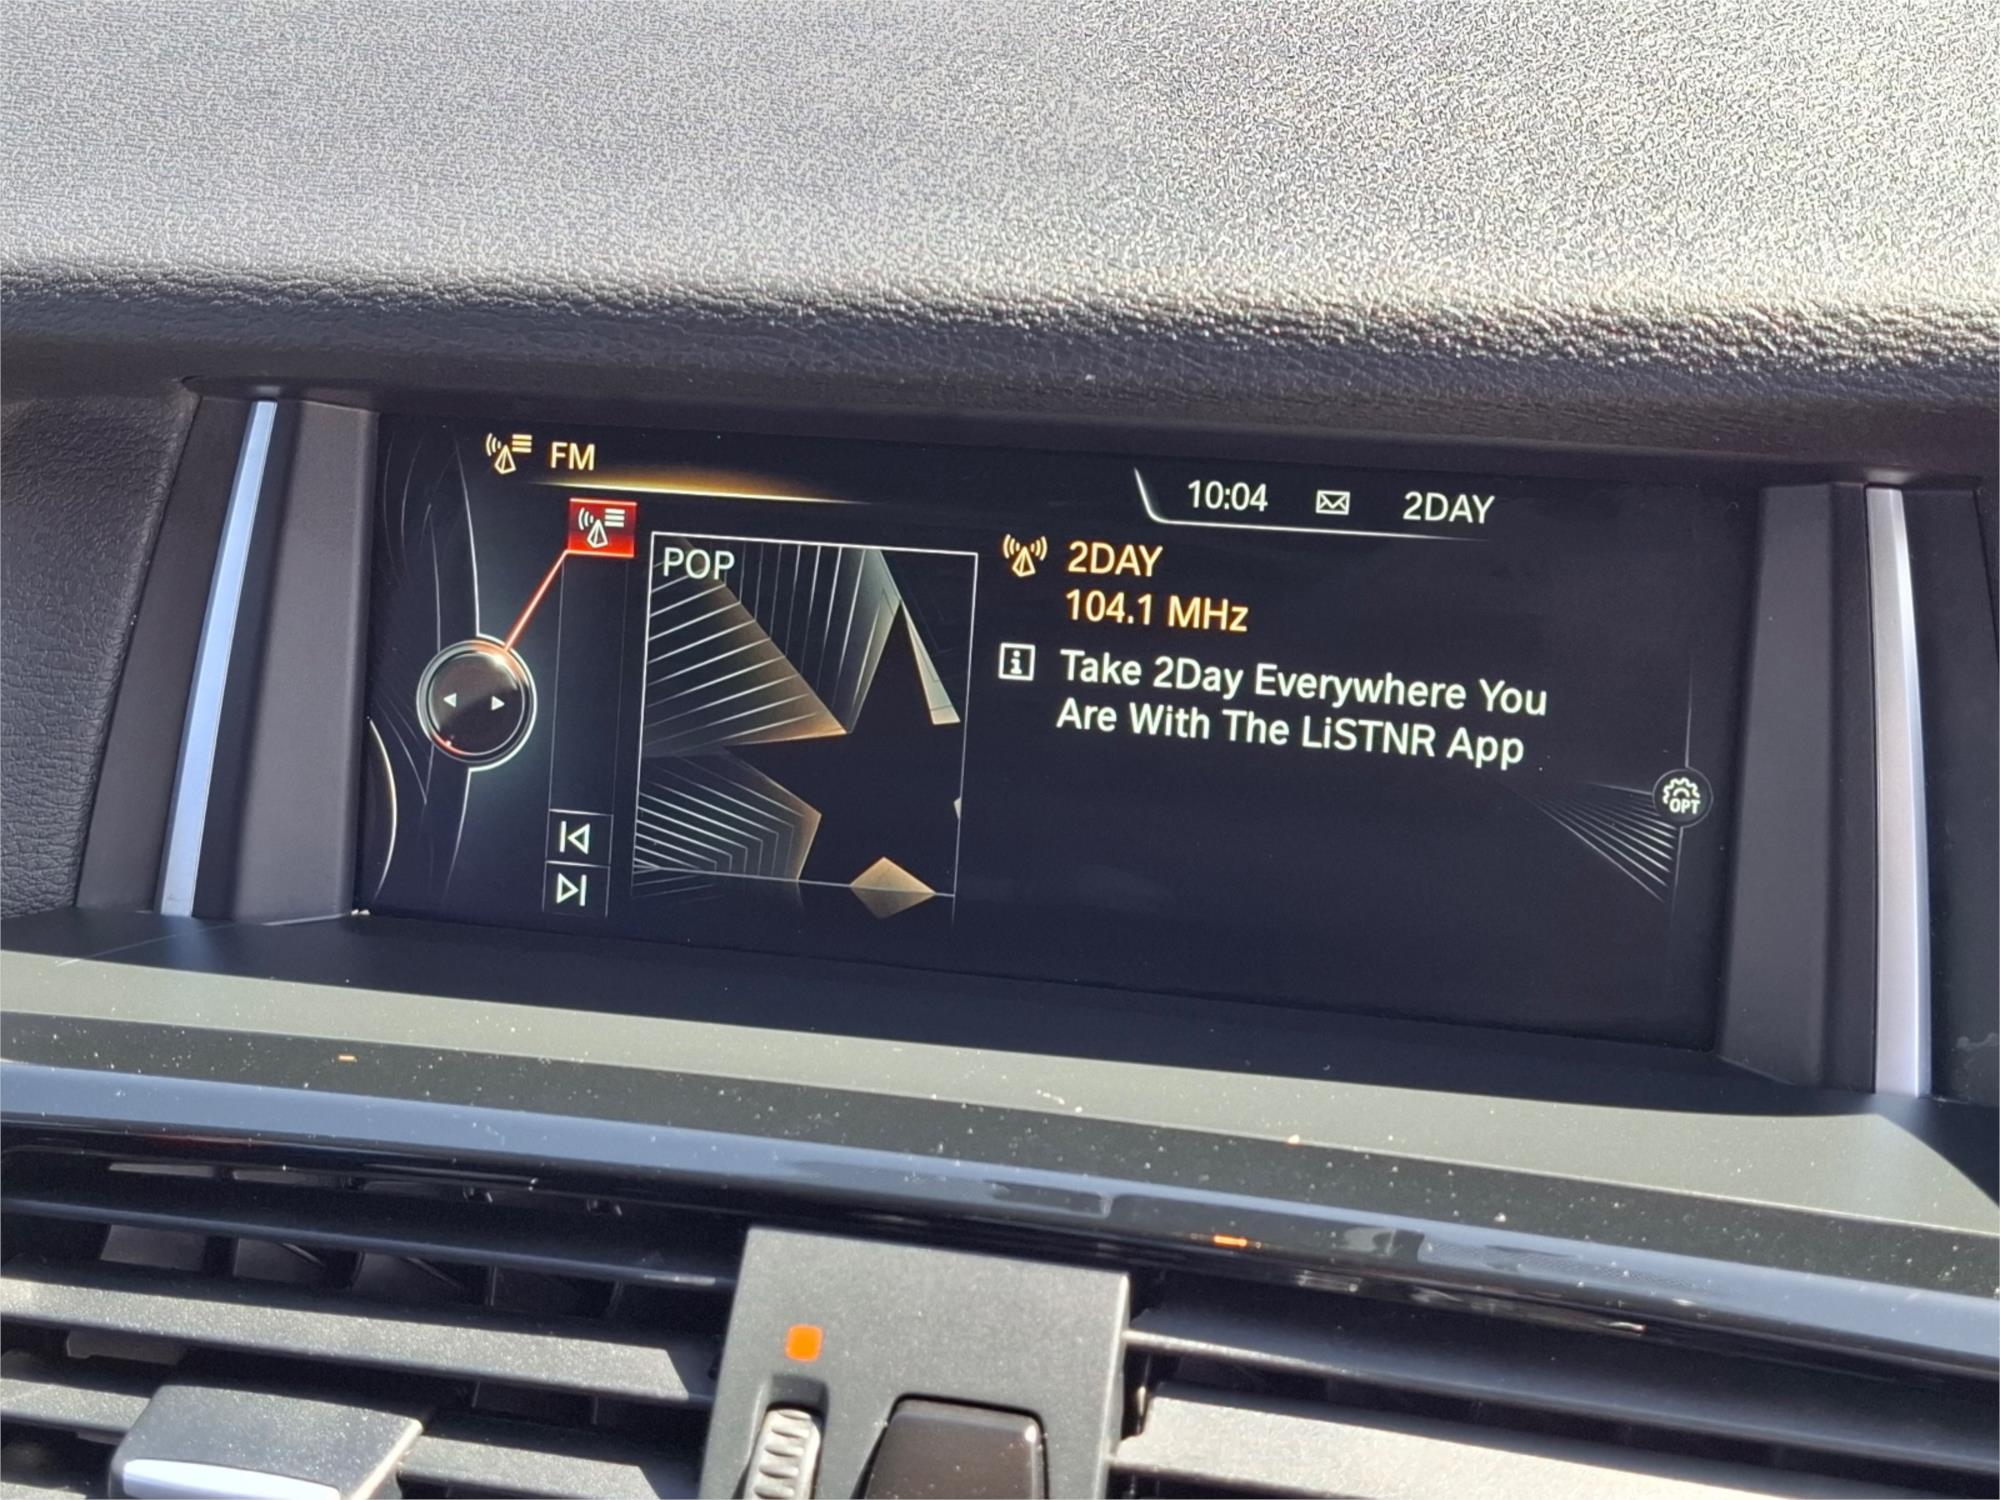 FM
10:04 2DAY
POP
2DAY
104.1 MHz
Take 2Day Everywhere You
Are With The LiSTNR App
OPT